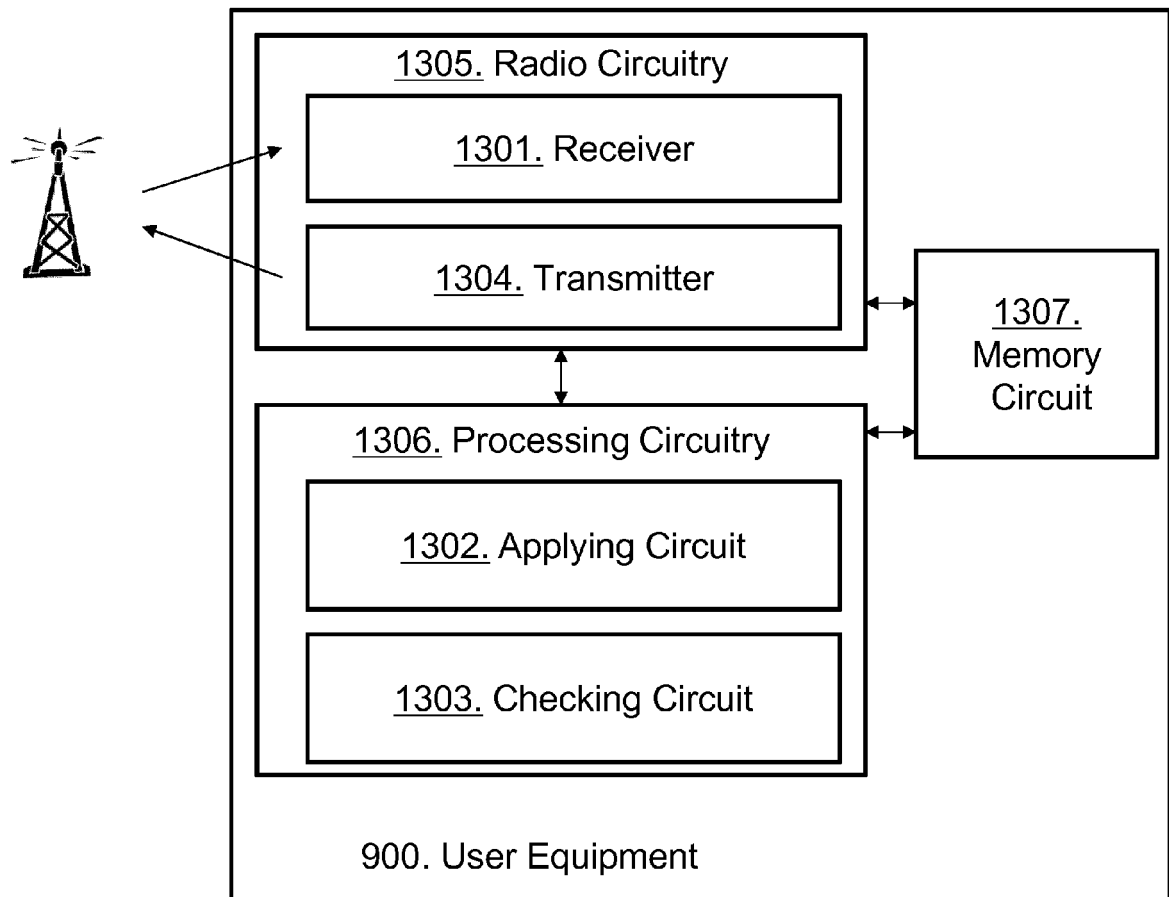 1305. Radio Circuitry
1301. Receiver
1304. Transmitter
1307.
Memory
Circuit
1306. Processing Circuitry
1302. Applying Circuit
1303. Checking Circuit
900. User Equipment